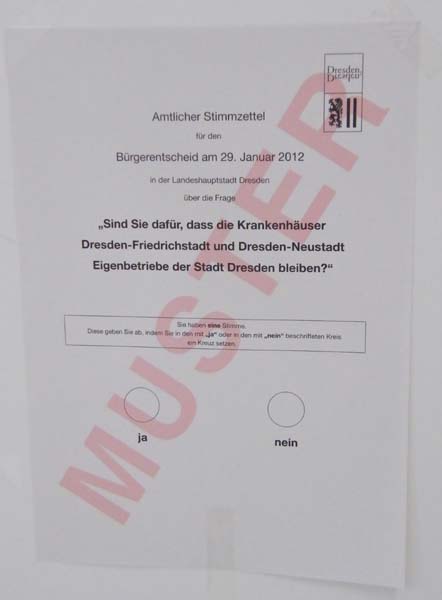 Dresden.
Dresden.
Amtlicher Stimmzettel
für den
Bürgerentscheid am 29. Januar 2012
in der Landeshauptstadt Dresden
über die Frage
„Sind Sie dafür, dass die Krankenhäuser
Dresden-Friedrichstadt und Dresden-Neustadt
Eigenbetriebe der Stadt Dresden bleiben?“
Sie haben eine Stimme.
Diese geben Sie ab, indem Sie in den mit „ja“ oder in den mit „nein“ beschrifteten Kreis
ein Kreuz setzen.
ja
nein
MUSTER